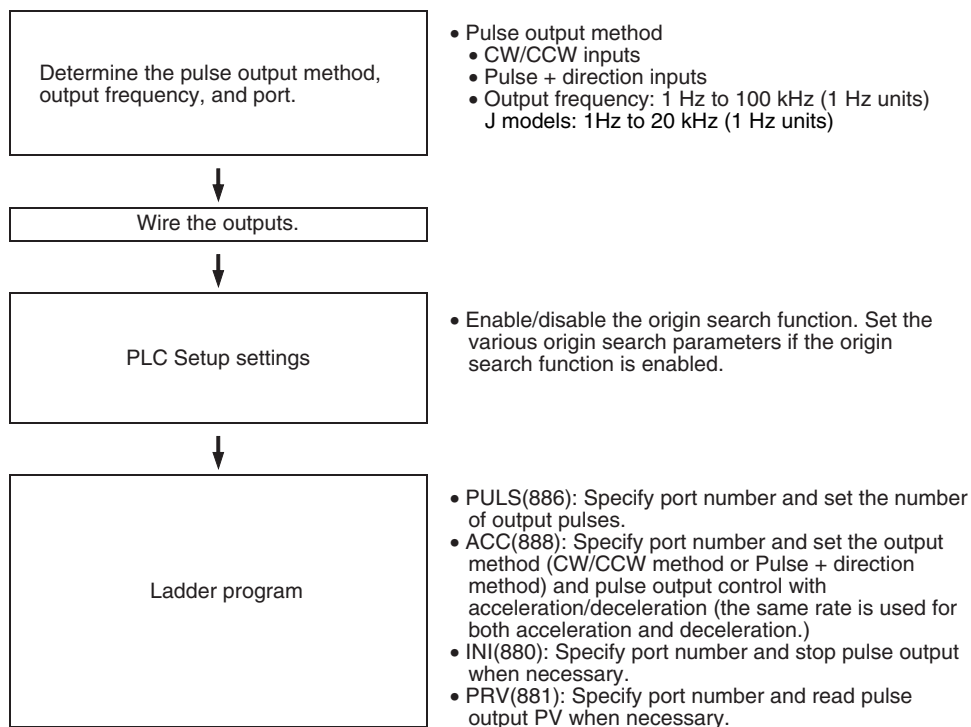 Determine the pulse output method,
output frequency, and port.
• Pulse output method
• CW/CCW inputs
• Pulse + direction inputs
• Output frequency: 1 Hz to 100 kHz (1 Hz units)
J models: 1Hz to 20 kHz (1 Hz units)
Wire the outputs.
PLC Setup settings
• Enable/disable the origin search function. Set the
various origin search parameters if the origin
search function is enabled.
Ladder program
• PULS(886): Specify port number and set the number
of output pulses.
• ACC(888): Specify port number and set the output
method (CW/CCW method or Pulse + direction
method) and pulse output control with
acceleration/deceleration (the same rate is used for
both acceleration and deceleration.)
• INI(880): Specify port number and stop pulse output
when necessary.
• PRV(881): Specify port number and read pulse
output PV when necessary.